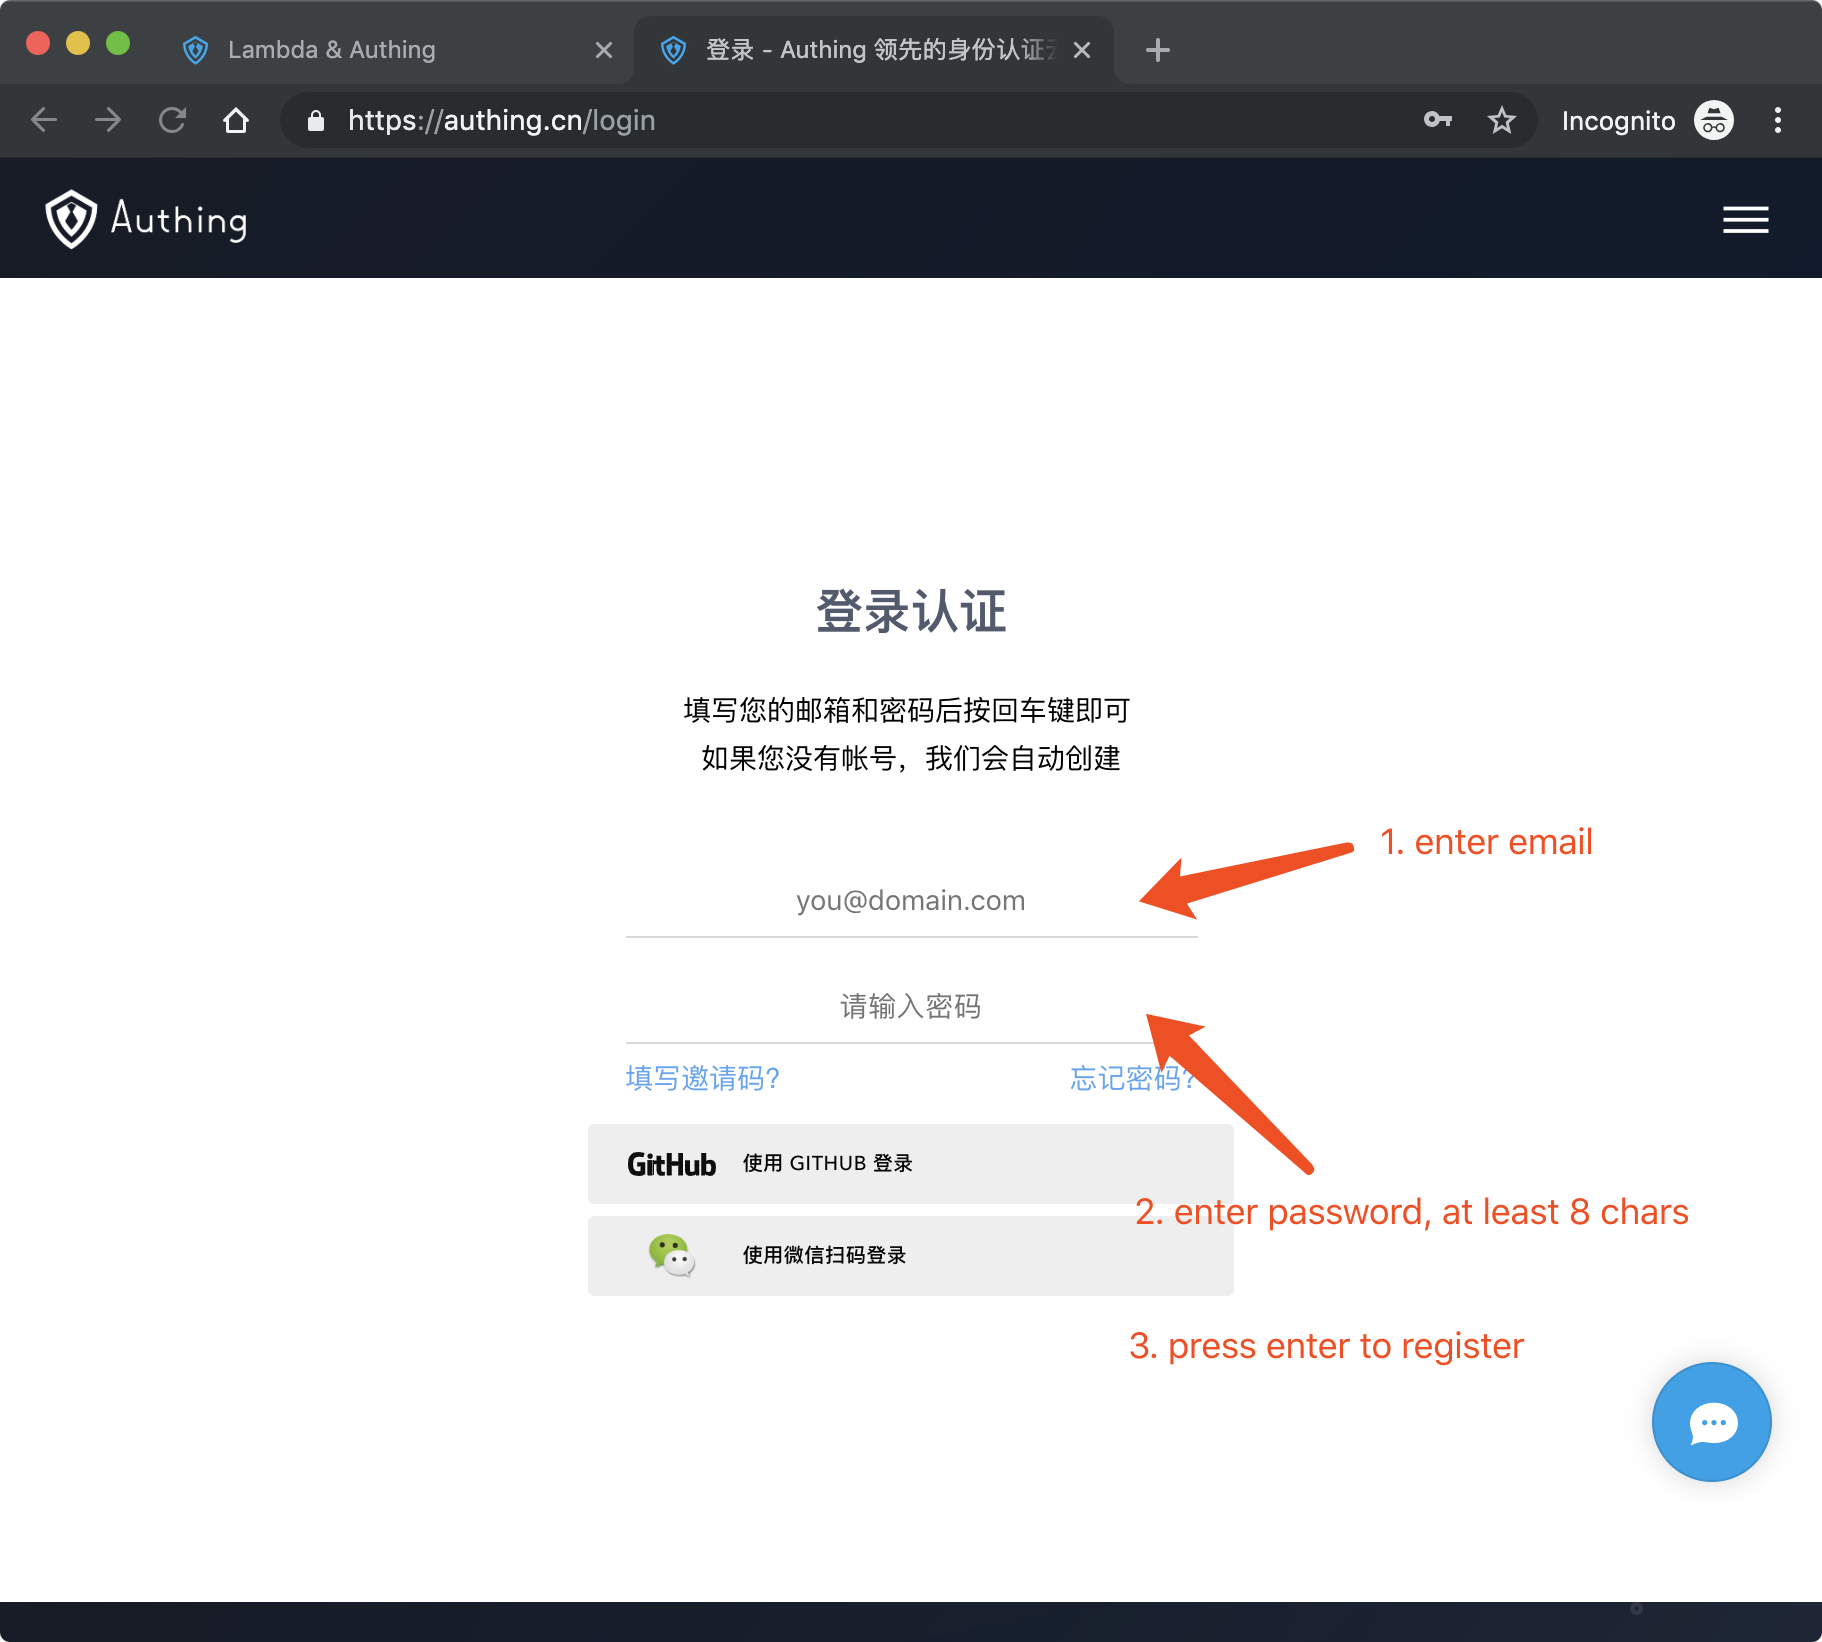 Lambda & Authing
登录 - Authing 领先的身份认证
https://authing.cn/login
Incognito
Authing
登录认证
填写您的邮箱和密码后按回车键即可
如果您没有帐号，我们会自动创建
1. enter email
you@domain.com
请输入密码
填写邀请码?
忘记密码?
GitHub 使用 GITHUB 登录
2. enter password, at least 8 chars
使用微信扫码登录
3. press enter to register